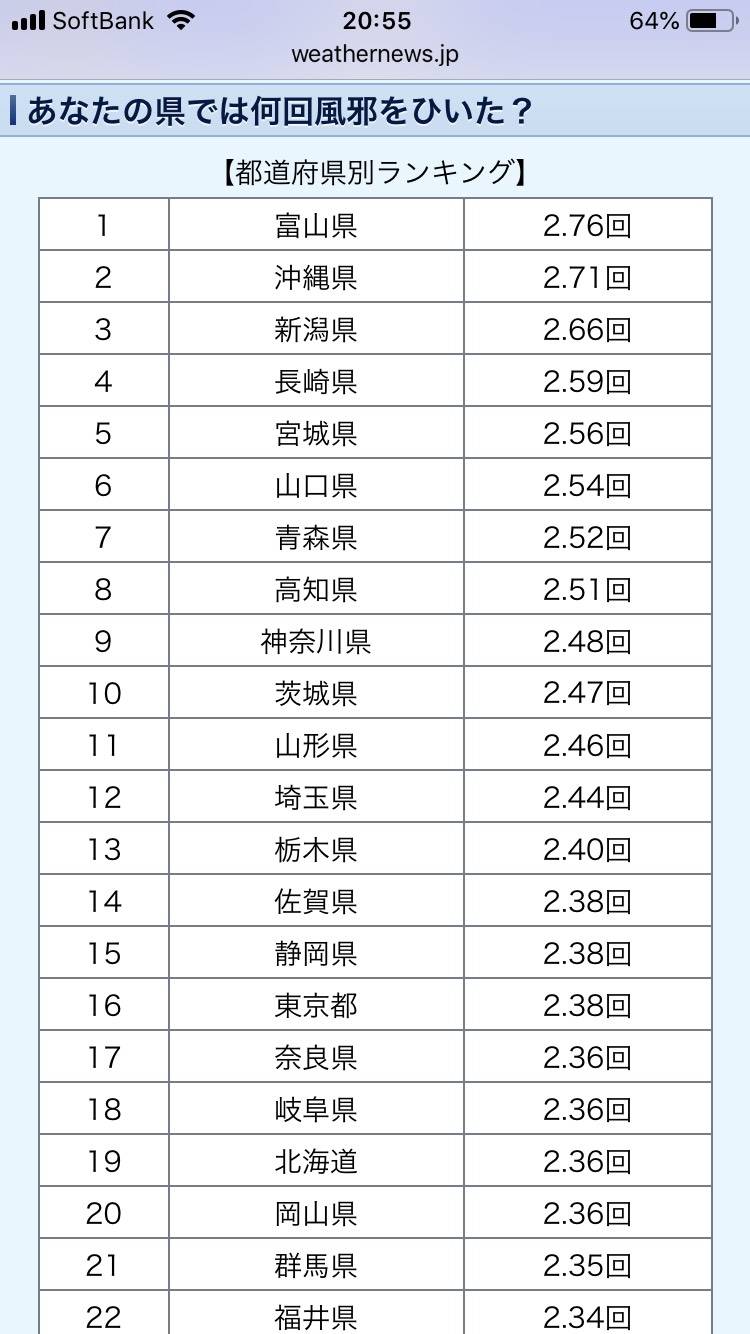 SoftBank 20:55 64%
weathernews.jp
あなたの県では何回風邪をひいた？
【都道府県別ランキング】
1 富山県 2.76回
2 沖縄県 2.71回
3 新潟県 2.66回
4 長崎県 2.59回
5 宮城県 2.56回
6 山口県 2.54回
7 青森県 2.52回
8 高知県 2.51回
9 神奈川県 2.48回
10 茨城県 2.47回
11 山形県 2.46回
12 埼玉県 2.44回
13 栃木県 2.40回
14 佐賀県 2.38回
15 静岡県 2.38回
16 東京都 2.38回
17 奈良県 2.36回
18 岐阜県 2.36回
19 北海道 2.36回
20 岡山県 2.36回
21 群馬県 2.35回
22 福井県 2.34回